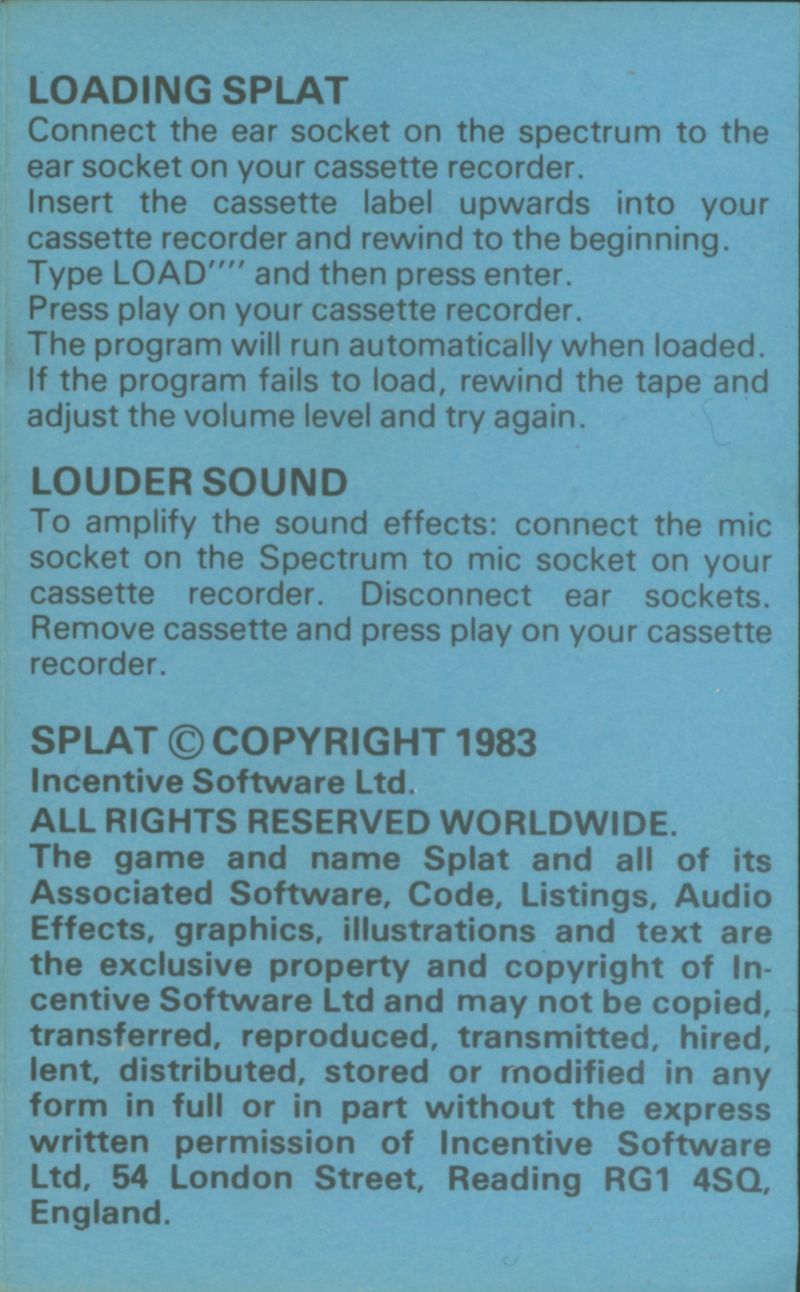 LOADING SPLAT
Connect the ear socket on the spectrum to the
ear socket on your cassette recorder.
Insert the cassette label upwards into your
cassette recorder and rewind to the beginning.
Type LOAD"" and then press enter.
Press play on your cassette recorder.
The program will run automatically when loaded.
If the program fails to load, rewind the tape and
adjust the volume level and try again.
LOUDER SOUND
To amplify the sound effects: connect the mic
socket on the Spectrum to mic socket on your
cassette recorder. Disconnect ear sockets.
Remove cassette and press play on your cassette
recorder.
SPLAT © COPYRIGHT 1983
Incentive Software Ltd.
ALL RIGHTS RESERVED WORLDWIDE.
The game and name Splat and all of its
Associated Software, Code, Listings, Audio
Effects, graphics, illustrations and text are
the exclusive property and copyright of In-
centive Software Ltd and may not be copied,
transferred, reproduced, transmitted, hired,
lent, distributed, stored or modified in any
form in full or in part without the express
written permission of Incentive Software
Ltd, 54 London Street, Reading RG1 4SQ,
England.